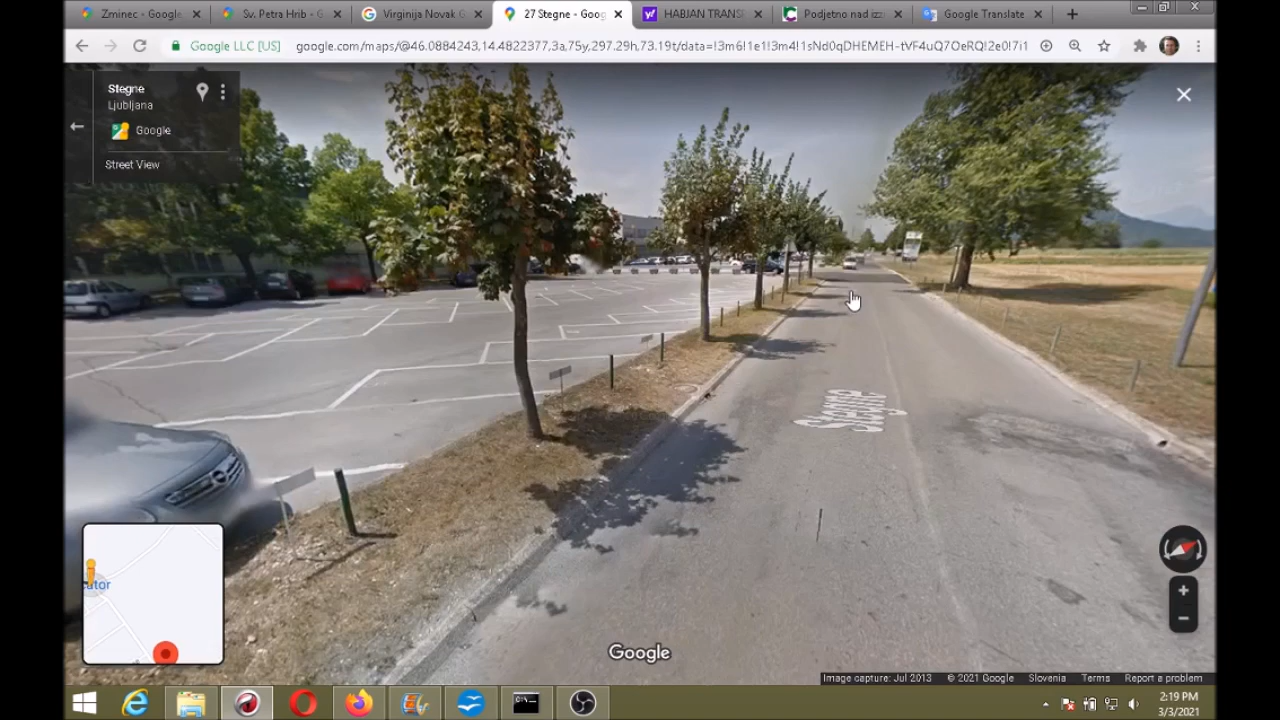 Zminec - Google
Sv. Petra Hrib - G
Virginija Novak G
27 Stegne - Goog
HABJAN TRANS
Podjetno nad izzi
Google Translate
Google LLC [US]
google.com/maps/@46.0884243,14.4822377,3a,75y,297.29h,73.19t/data=!3m6!1e1!3m4!1sNd0qDHEMEH-tVF4uQ7OeRQ!2e0!7i1
Stegne
Ljubljana
Google
Street View
Stegne
ator
Google
Image capture: Jul 2013
© 2021 Google
Slovenia
Terms
Report a problem
2:19 PM
3/3/2021